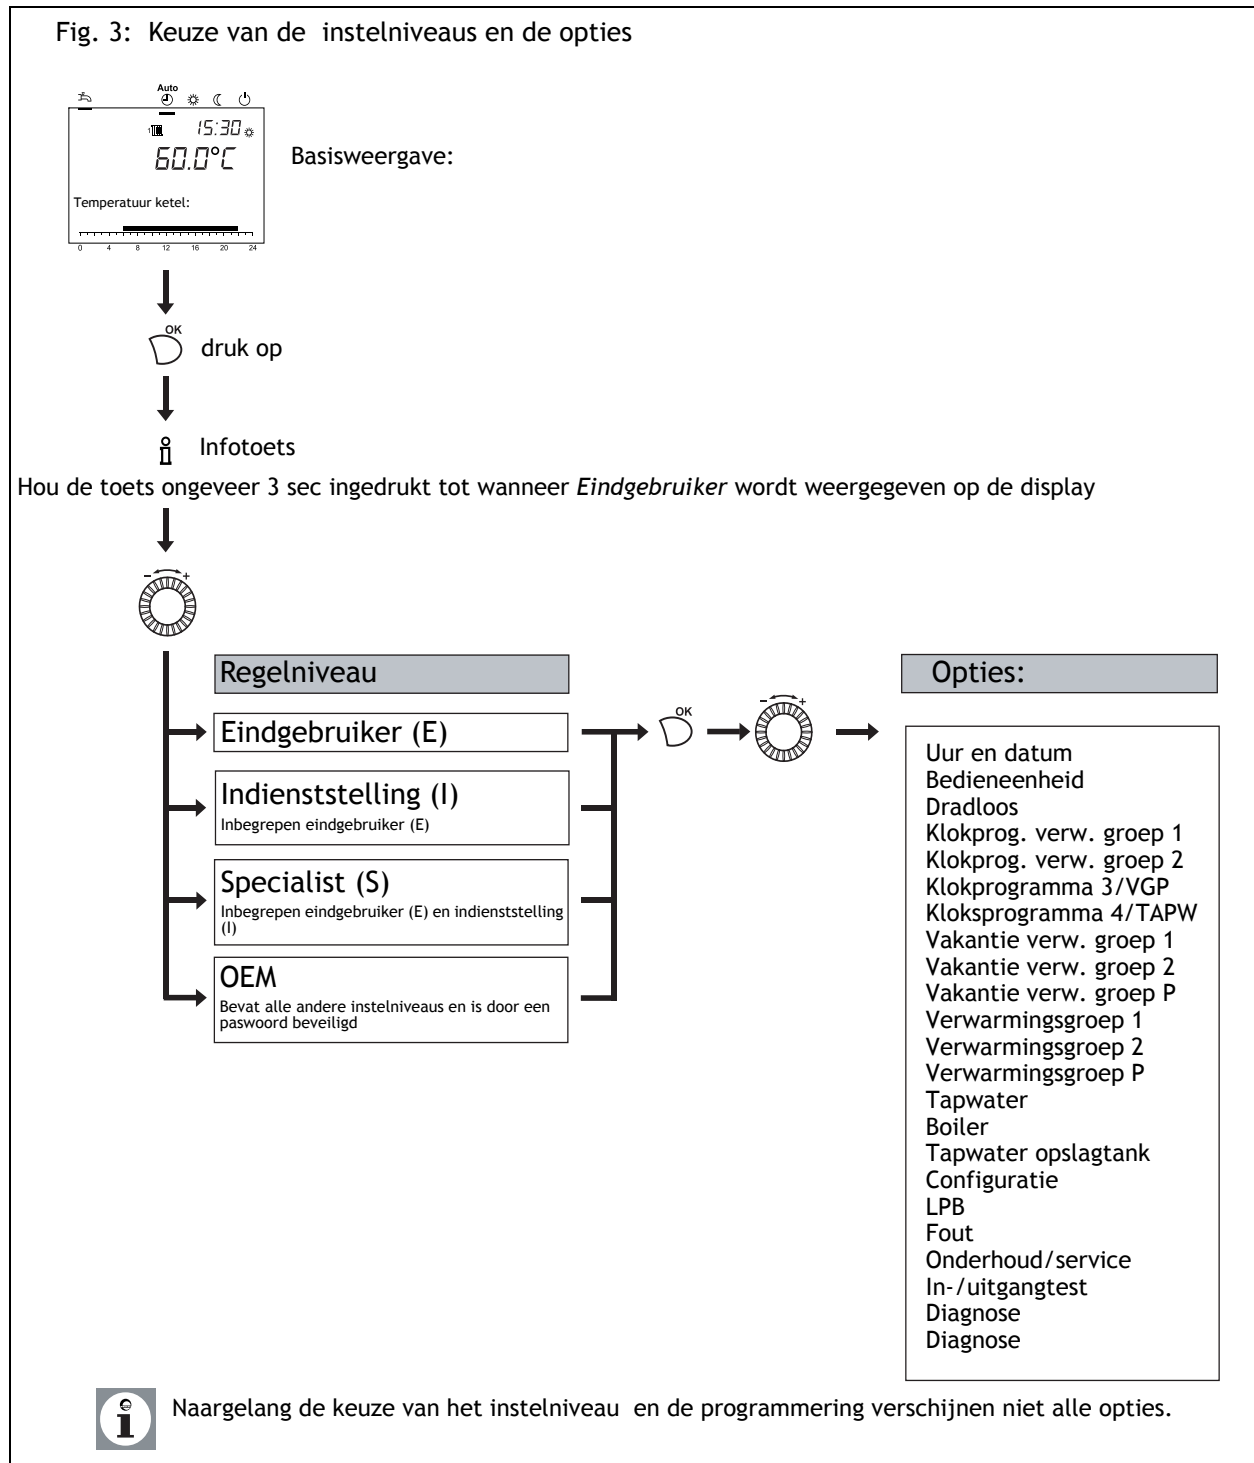 Fig. 3: Keuze van de instelniveaus en de opties
Auto
15:30
60.0°C
Temperatuur ketel:
0 4 8 12 16 20 24
Basisweergave:
OK
druk op
Infotoets
Hou de toets ongeveer 3 sec ingedrukt tot wanneer Eindgebruiker wordt weergegeven op de display
- +
Regelniveau
Eindgebruiker (E)
Indienststelling (I)
Inbegrepen eindgebruiker (E)
Specialist (S)
Inbegrepen eindgebruiker (E) en indienststelling
(I)
OEM
Bevat alle andere instelniveaus en is door een
paswoord beveiligd
OK
- +
Opties:
Uur en datum
Bedieneenheid
Dradloos
Klokprog. verw. groep 1
Klokprog. verw. groep 2
Klokprogramma 3/VGP
Kloksprogramma 4/TAPW
Vakantie verw. groep 1
Vakantie verw. groep 2
Vakantie verw. groep P
Verwarmingsgroep 1
Verwarmingsgroep 2
Verwarmingsgroep P
Tapwater
Boiler
Tapwater opslagtank
Configuratie
LPB
Fout
Onderhoud/service
In-/uitgangtest
Diagnose
Diagnose
Naargelang de keuze van het instelniveau en de programmering verschijnen niet alle opties.